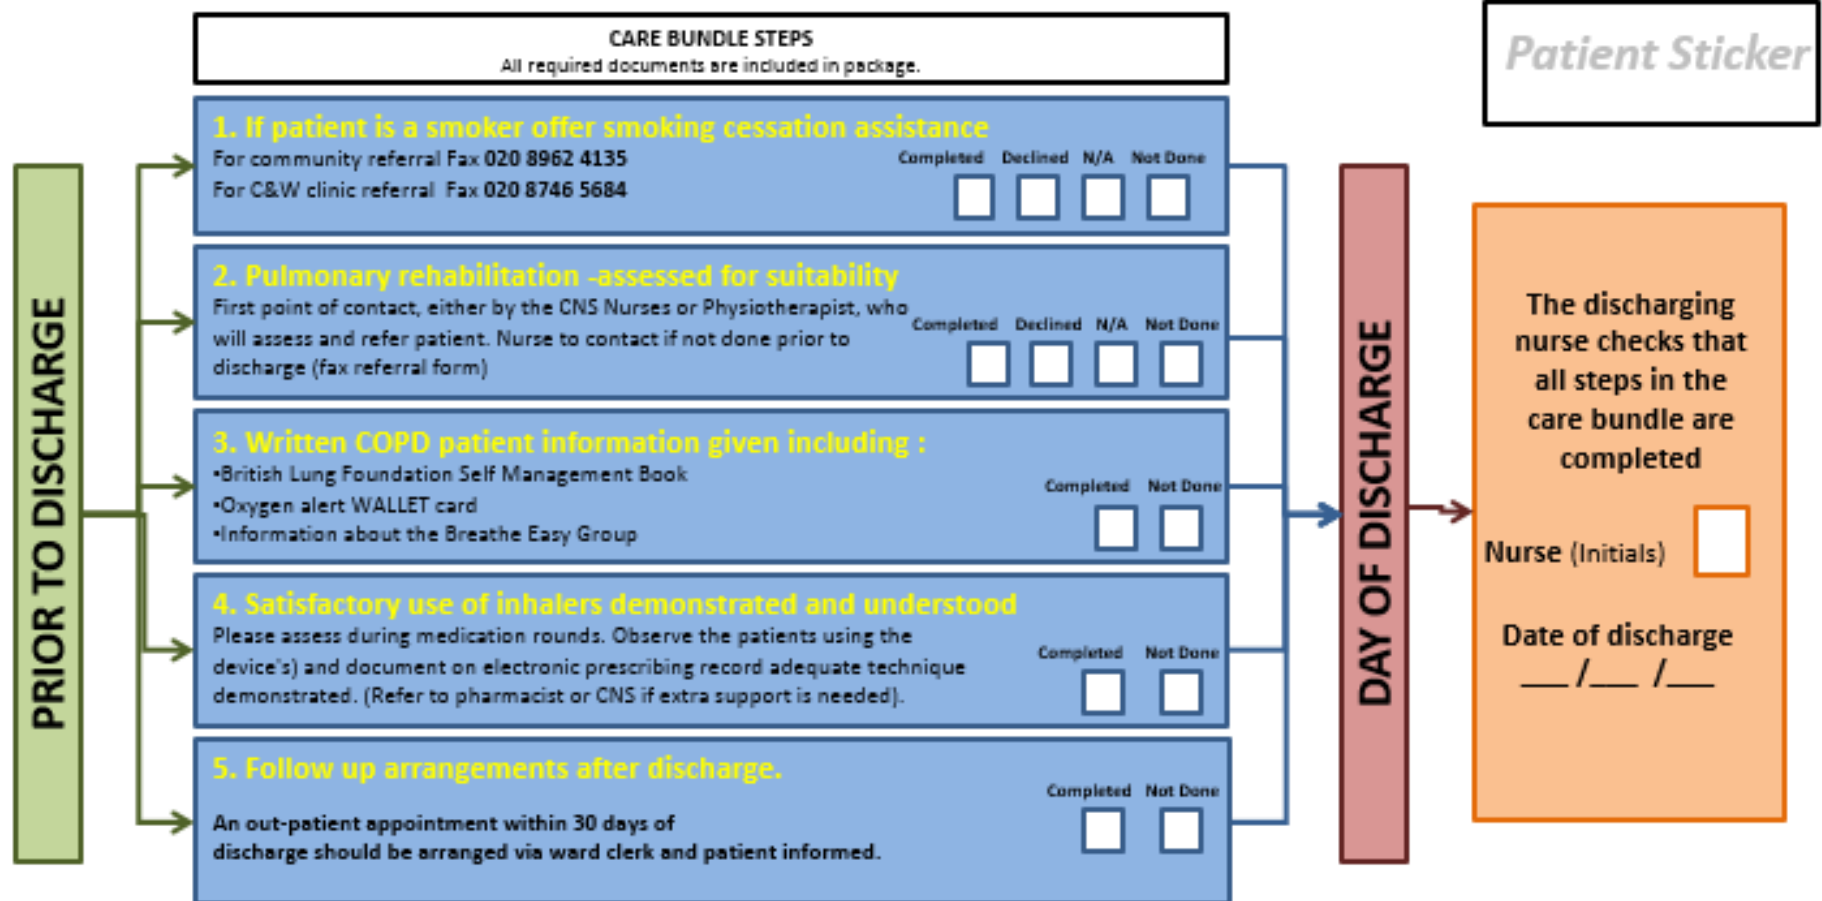 CARE BUNDLE STEPS
All required documents are included in package.
Patient Sticker
PRIOR TO DISCHARGE
1. If patient is a smoker offer smoking cessation assistance
For community referral Fax 020 8962 4135
For C&W clinic referral Fax 020 8746 5684
Completed Declined N/A Not Done
2. Pulmonary rehabilitation -assessed for suitability
First point of contact, either by the CNS Nurses or Physiotherapist, who
will assess and refer patient. Nurse to contact if not done prior to
discharge (fax referral form)
Completed Declined N/A Not Done
3. Written COPD patient information given including :
•British Lung Foundation Self Management Book
•Oxygen alert WALLET card
•Information about the Breathe Easy Group
Completed Not Done
4. Satisfactory use of inhalers demonstrated and understood
Please assess during medication rounds. Observe the patients using the
device's) and document on electronic prescribing record adequate technique
demonstrated. (Refer to pharmacist or CNS if extra support is needed).
Completed Not Done
5. Follow up arrangements after discharge.
An out-patient appointment within 30 days of
discharge should be arranged via ward clerk and patient informed.
Completed Not Done
DAY OF DISCHARGE
The discharging
nurse checks that
all steps in the
care bundle are
completed
Nurse (Initials)
Date of discharge
___ /___ /___